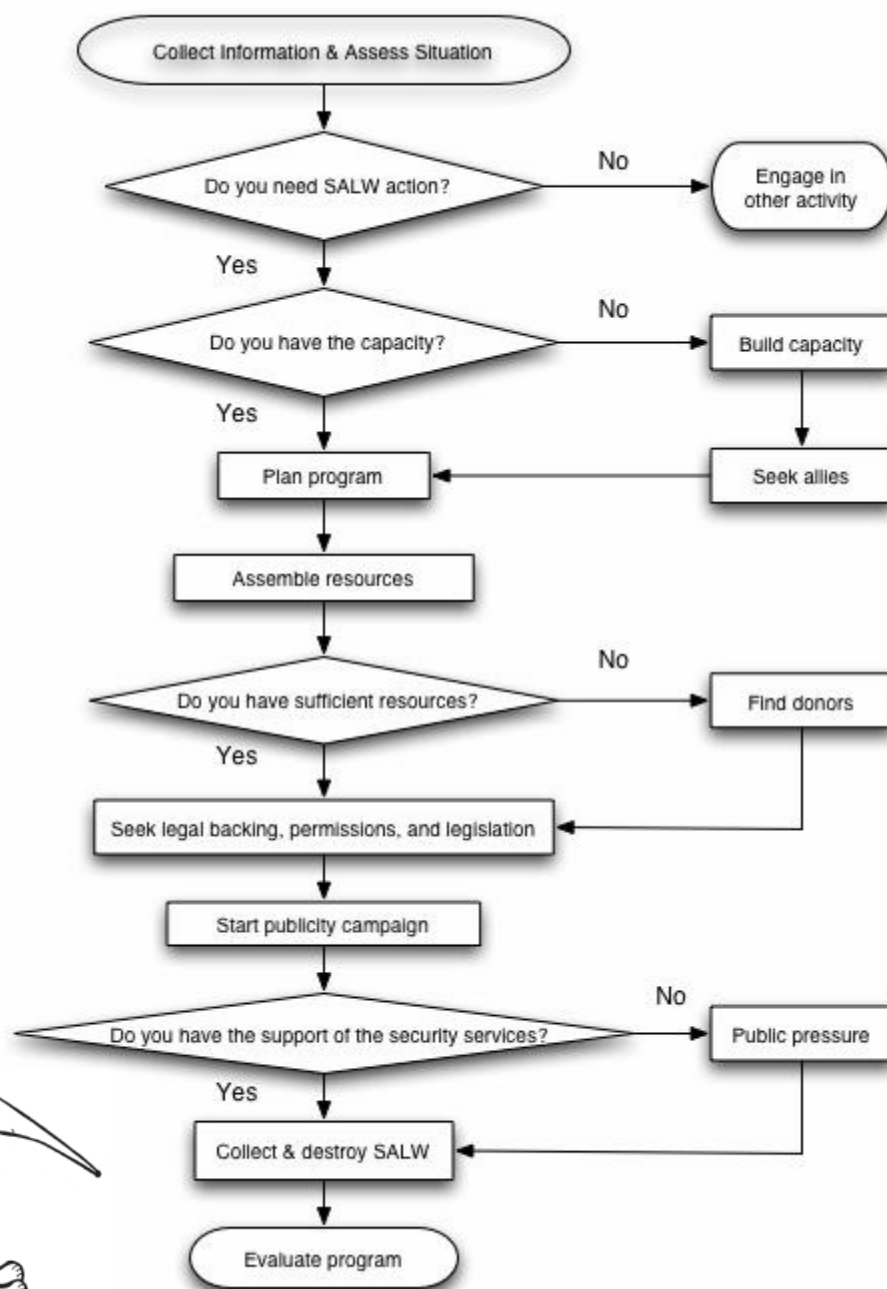 Collect Information & Assess Situation
Do you need SALW action?
No
Engage in
other activity
Yes
Do you have the capacity?
No
Build capacity
Yes
Plan program
Seek allies
Assemble resources
Do you have sufficient resources?
No
Find donors
Yes
Seek legal backing, permissions, and legislation
Start publicity campaign
Do you have the support of the security services?
No
Public pressure
Yes
Collect & destroy SALW
Evaluate program